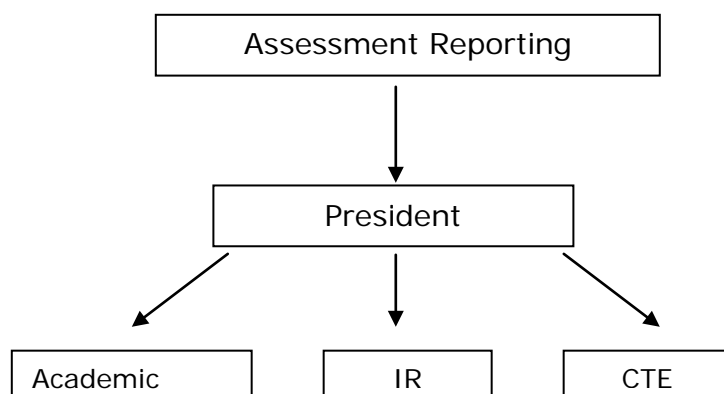 Assessment Reporting
President
Academic
IR
CTE